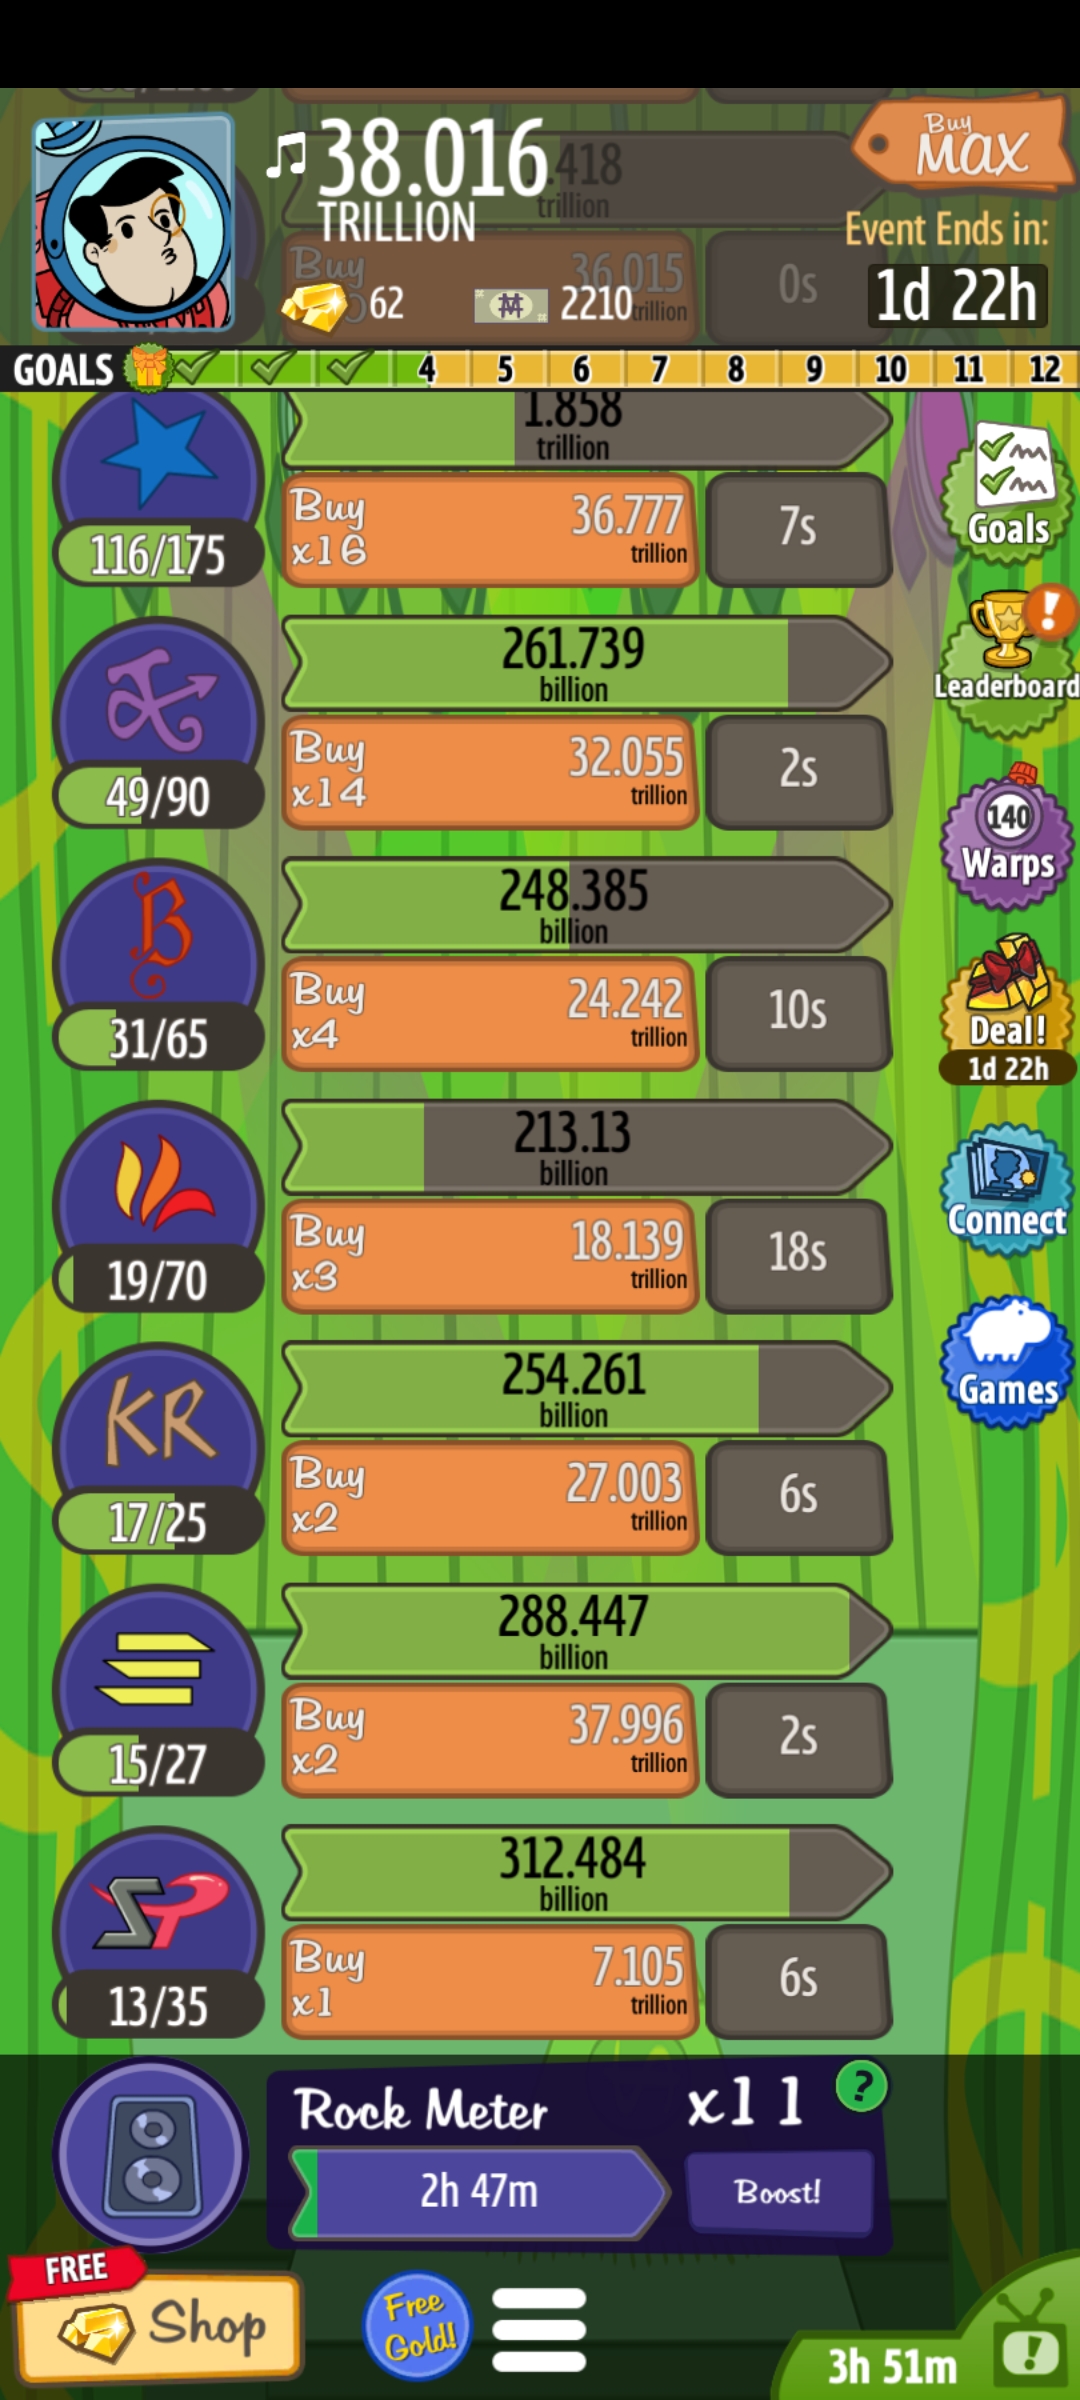 38.016
TRILLION
Buy
MAX
.418
trillion
Event Ends in:
1d 22h
Buy
36.015
trillion
0s
62
2210
GOALS
4 5 6 7 8 9 10 11 12
1.858
trillion
116/175
Buy
x16
36.777
trillion
7s
Goals
261.739
billion
49/90
Buy
x14
32.055
trillion
2s
Leaderboard
248.385
billion
31/65
Buy
x4
24.242
trillion
10s
140
Warps
Deal!
1d 22h
213.13
billion
19/70
Buy
x3
18.139
trillion
18s
Connect
KR
254.261
billion
17/25
Buy
x2
27.003
trillion
6s
Games
288.447
billion
15/27
Buy
x2
37.996
trillion
2s
312.484
billion
13/35
Buy
x1
7.105
trillion
6s
Rock Meter
x11
?
2h 47m
Boost!
FREE
Shop
Free
Gold!
3h 51m